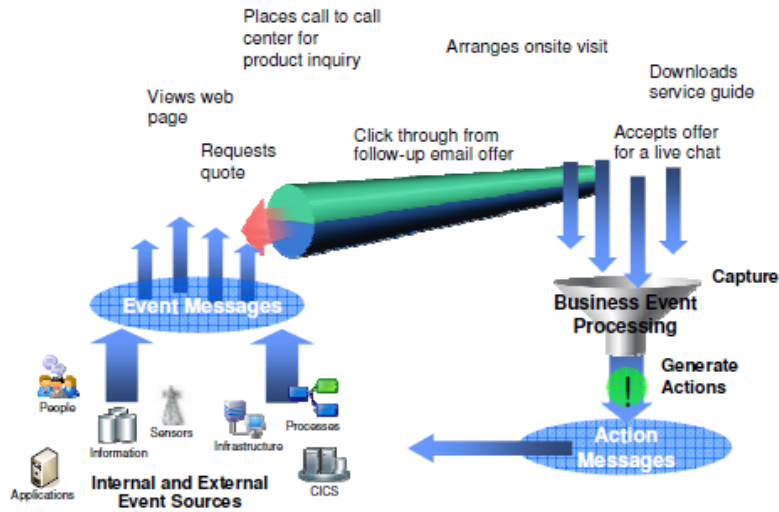 Places call to call
center for
product inquiry
Arranges onsite visit
Downloads
service guide
Views web
page
Requests
quote
Click through from
follow-up email offer
Accepts offer
for a live chat
Capture
Event Messages
Business Event
Processing
Generate
Actions
!
Action
Messages
People
Information
Sensors
Infrastructure
Processes
Applications
CICS
Internal and External
Event Sources